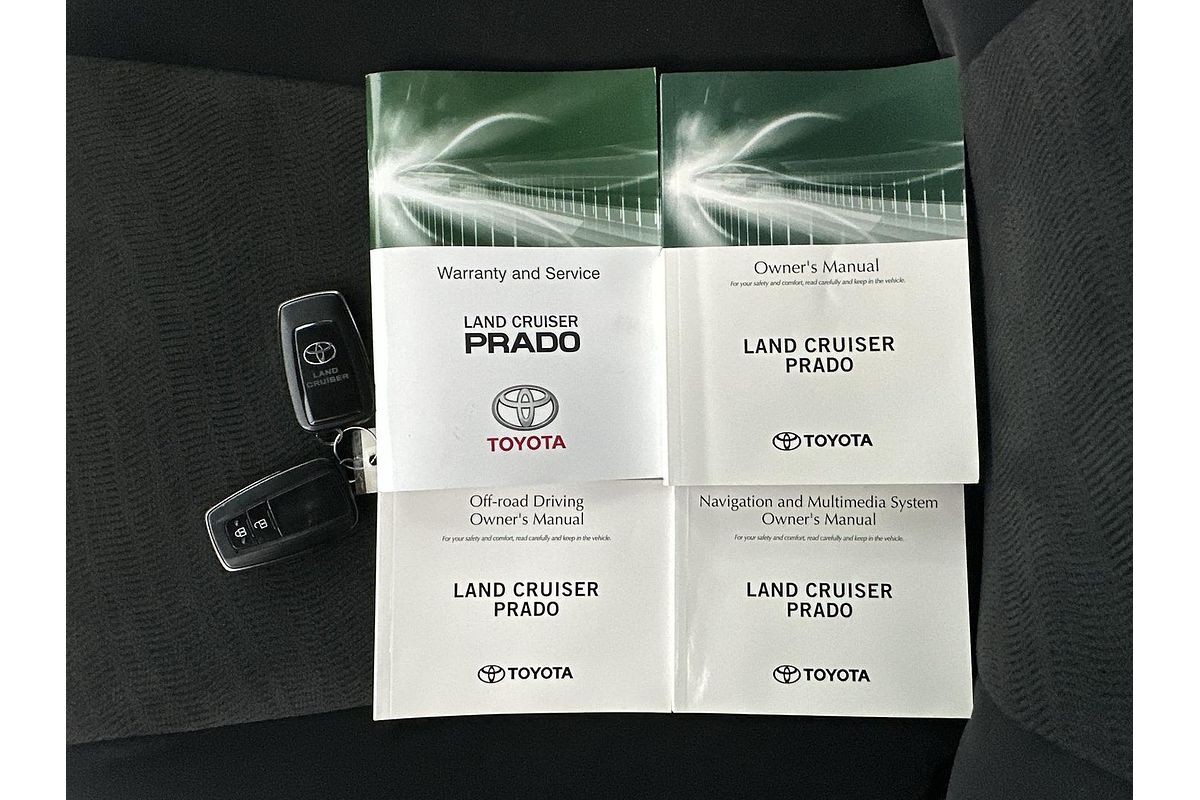 Warranty and Service
LAND CRUISER
PRADO
TOYOTA
Owner's Manual
For your safety and comfort, read carefully and keep in the vehicle.
LAND CRUISER
PRADO
TOYOTA
LAND
CRUISER
Off-road Driving
Owner's Manual
For your safety and comfort, read carefully and keep in the vehicle.
LAND CRUISER
PRADO
TOYOTA
Navigation and Multimedia System
Owner's Manual
For your safety and comfort, read carefully and keep in the vehicle.
LAND CRUISER
PRADO
TOYOTA